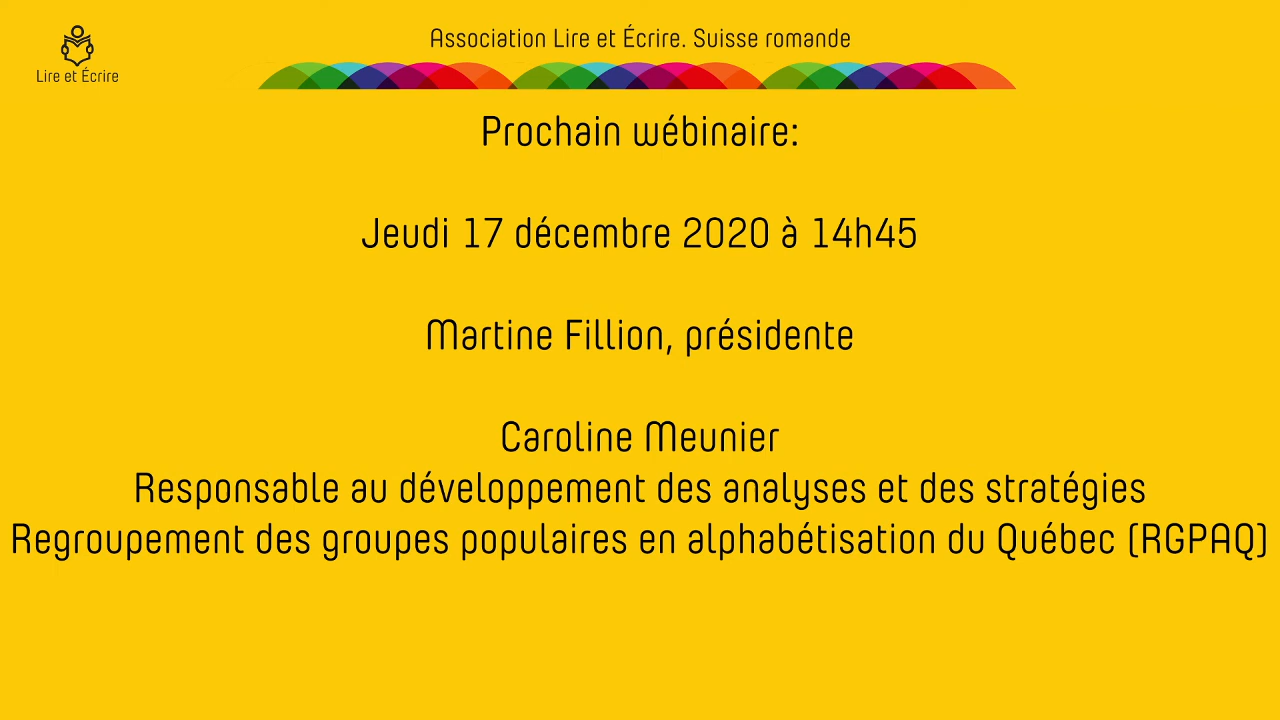 Association Lire et Écrire. Suisse romande
Lire et Écrire
Prochain wébinaire:
Jeudi 17 décembre 2020 à 14h45
Martine Fillion, présidente
Caroline Meunier
Responsable au développement des analyses et des stratégies
Regroupement des groupes populaires en alphabétisation du Québec (RGPAQ)